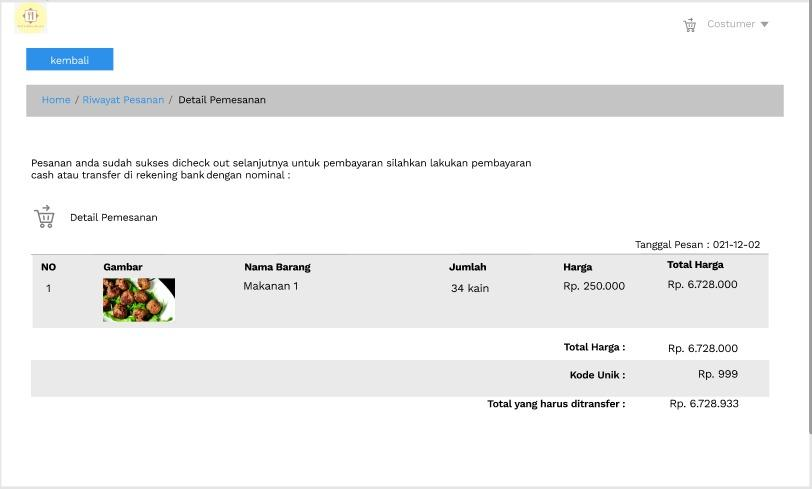 Costumer
kembali
Home / Riwayat Pesanan / Detail Pemesanan
Pesanan anda sudah sukses dicheck out selanjutnya untuk pembayaran silahkan lakukan pembayaran
cash atau transfer di rekening bank dengan nominal :
Detail Pemesanan
Tanggal Pesan : 021-12-02
NO Gambar Nama Barang Jumlah Harga Total Harga
1 Makanan 1 34 kain Rp. 250.000 Rp. 6.728.000
Total Harga : Rp. 6.728.000
Kode Unik : Rp. 999
Total yang harus ditransfer : Rp. 6.728.933